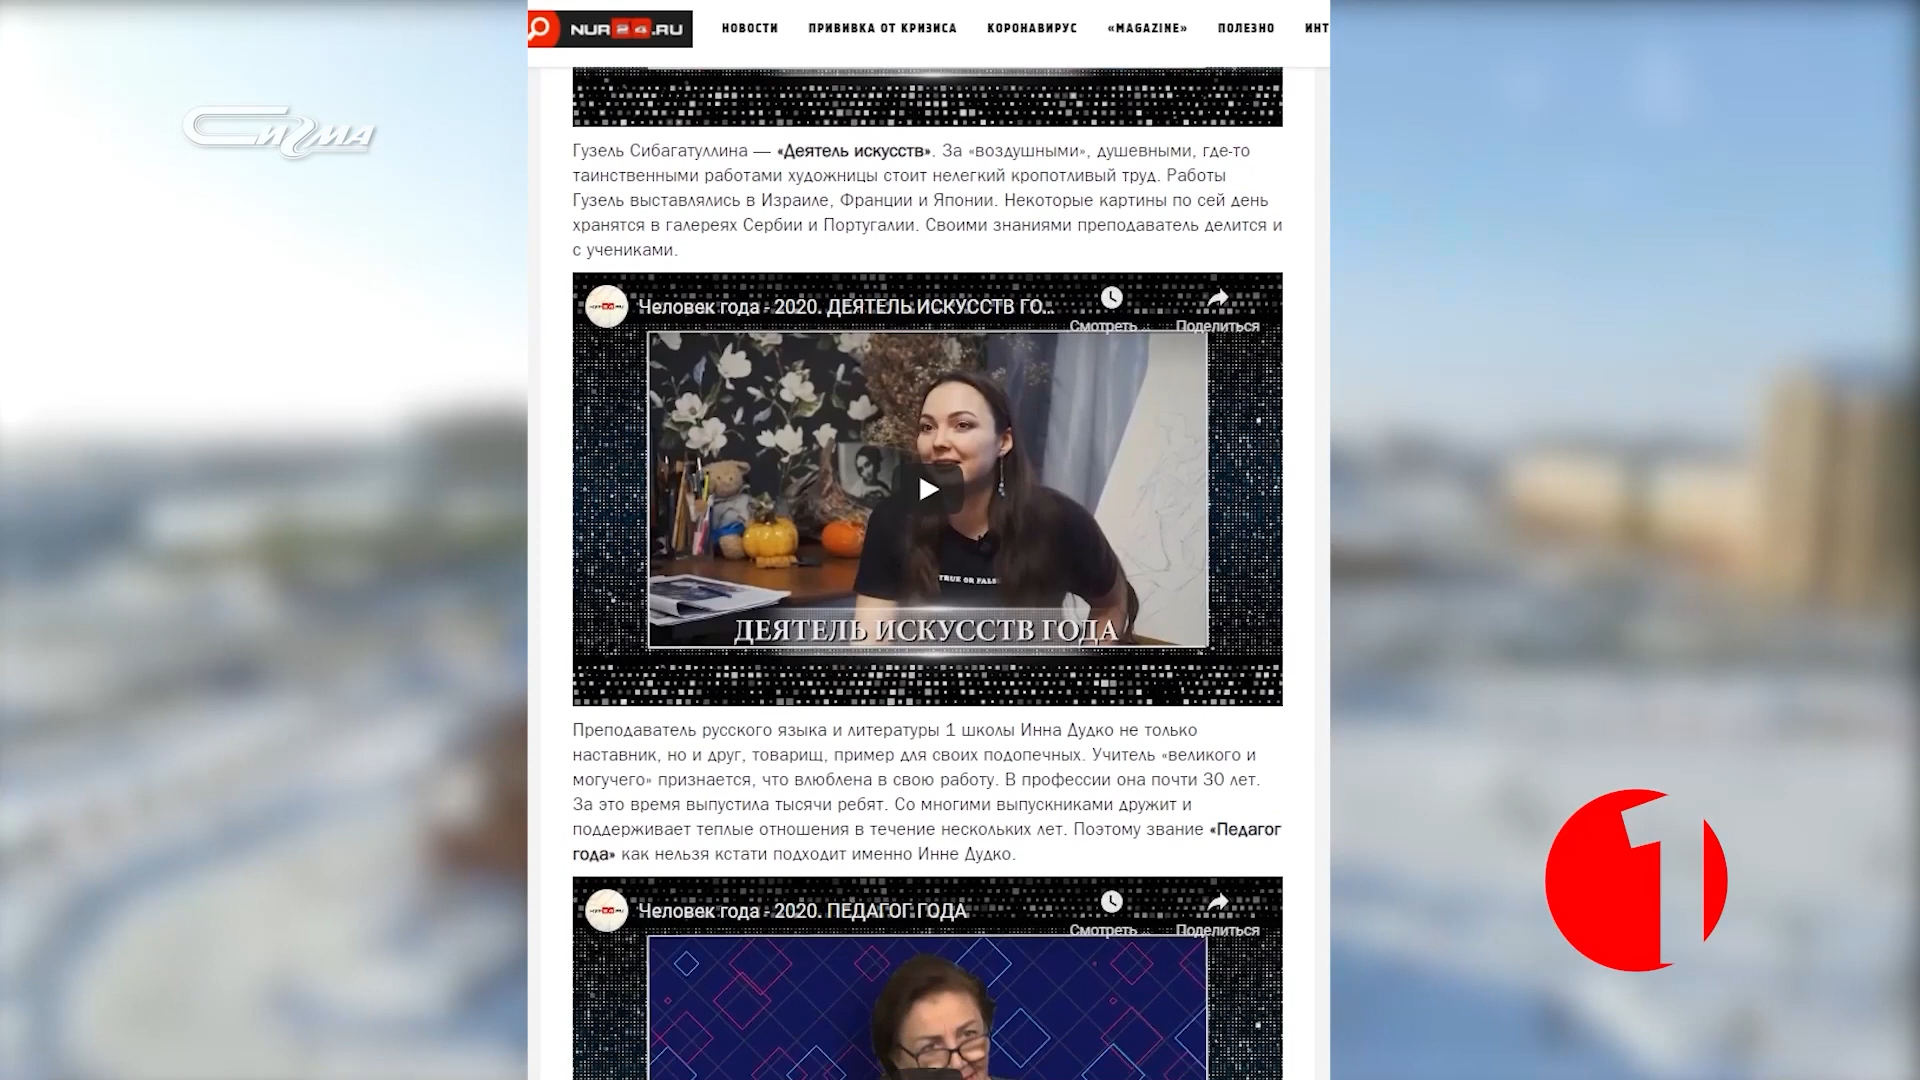 NUR24.RU
НОВОСТИ
ПРИВИВКА ОТ КРИЗИСА
КОРОНАВИРУС
«MAGAZINE»
ПОЛЕЗНО
ИНТ
Сигма
Гузель Сибагатуллина — «Деятель искусств». За «воздушными», душевными, где-то
таинственными работами художницы стоит нелегкий кропотливый труд. Работы
Гузель выставлялись в Израиле, Франции и Японии. Некоторые картины по сей день
хранятся в галереях Сербии и Португалии. Своими знаниями преподаватель делится и
с учениками.
Человек года - 2020. ДЕЯТЕЛЬ ИСКУССТВ ГО...
Смотреть ...
Поделиться
TRUE OR FALS
ДЕЯТЕЛЬ ИСКУССТВ ГОДА
Преподаватель русского языка и литературы 1 школы Инна Дудко не только
наставник, но и друг, товарищ, пример для своих подопечных. Учитель «великого и
могучего» признается, что влюблена в свою работу. В профессии она почти 30 лет.
За это время выпустила тысячи ребят. Со многими выпускниками дружит и
поддерживает теплые отношения в течение нескольких лет. Поэтому звание «Педагог
года» как нельзя кстати подходит именно Инне Дудко.
1
Человек года - 2020. ПЕДАГОГ ГОДА
Смотреть ...
Поделиться